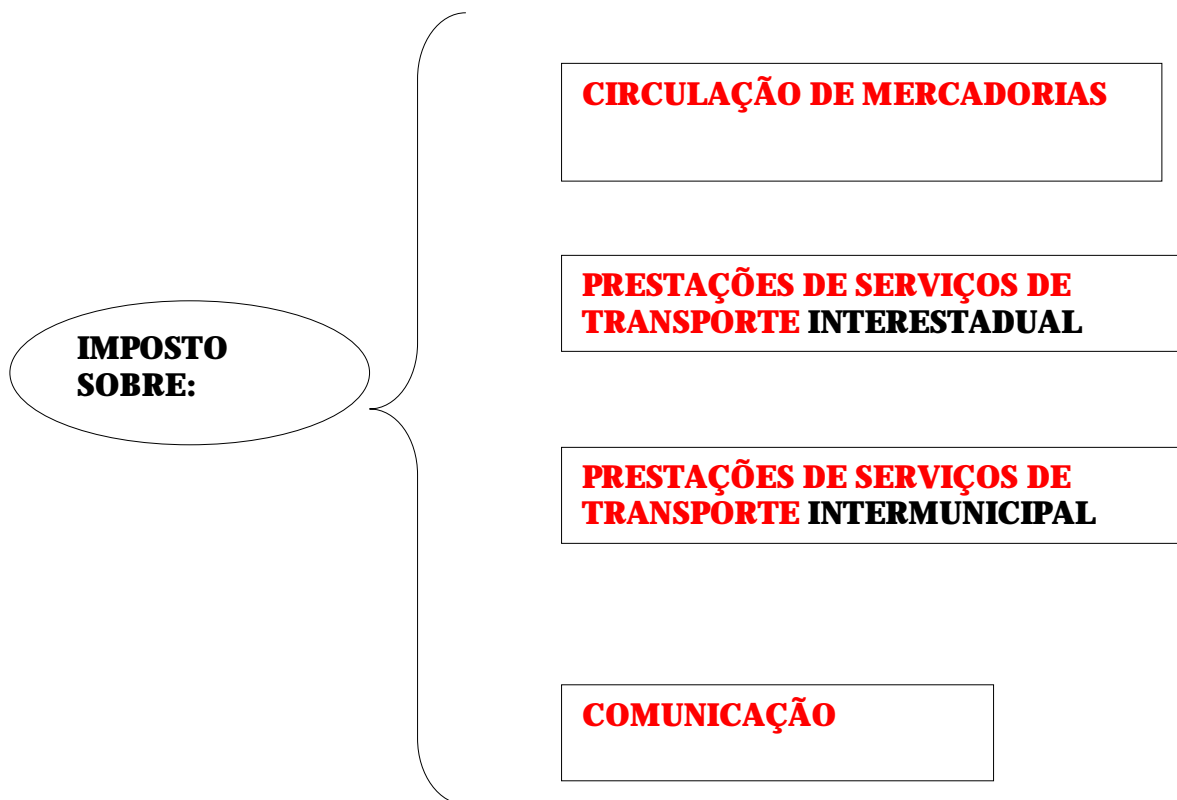 CIRCULAÇÃO DE MERCADORIAS
PRESTAÇÕES DE SERVIÇOS DE
TRANSPORTE INTERESTADUAL
IMPOSTO
SOBRE:
PRESTAÇÕES DE SERVIÇOS DE
TRANSPORTE INTERMUNICIPAL
COMUNICAÇÃO